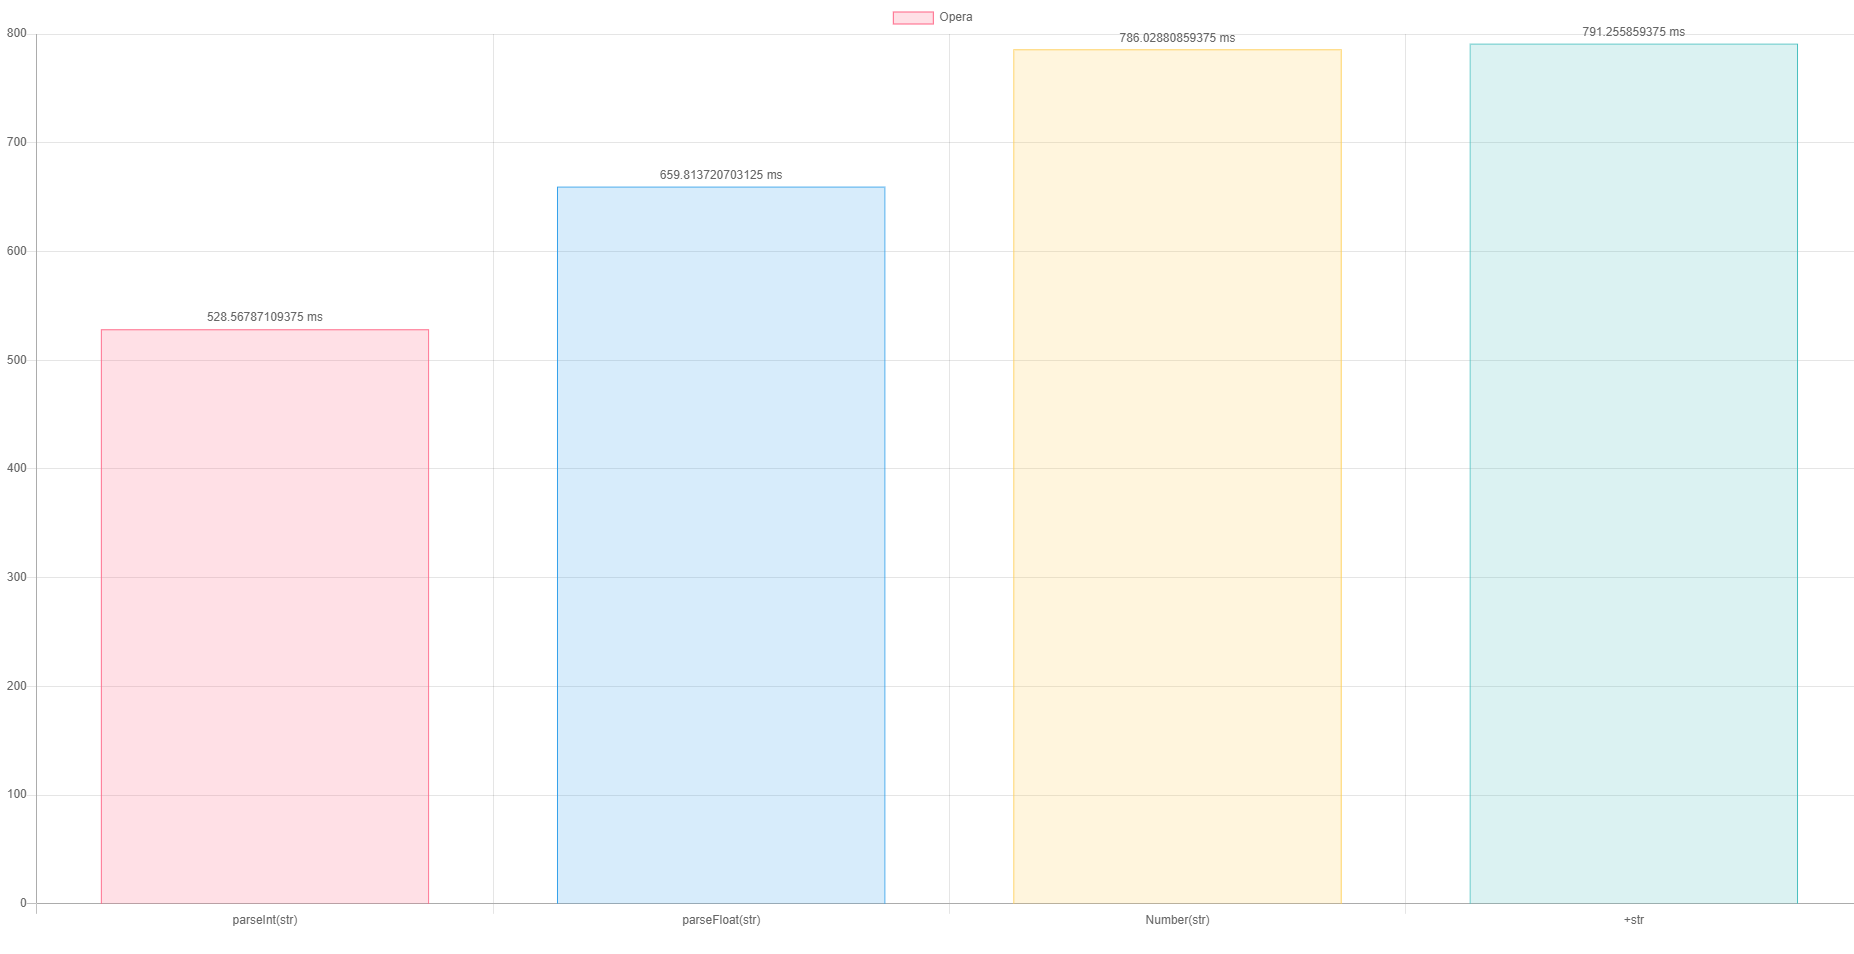 Opera
800
700
600
500
400
300
200
100
0
528.56787109375 ms
659.813720703125 ms
786.02880859375 ms
791.255859375 ms
parseInt(str)
parseFloat(str)
Number(str)
+str